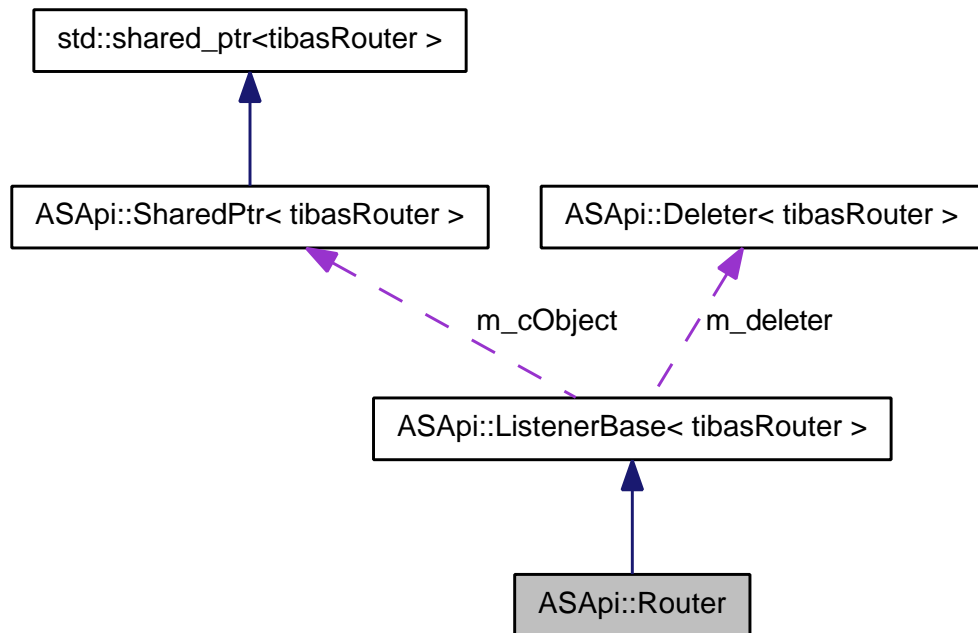 std::shared_ptr<tibasRouter >
ASApi::SharedPtr< tibasRouter >
ASApi::Deleter< tibasRouter >
m_cObject
m_deleter
ASApi::ListenerBase< tibasRouter >
ASApi::Router